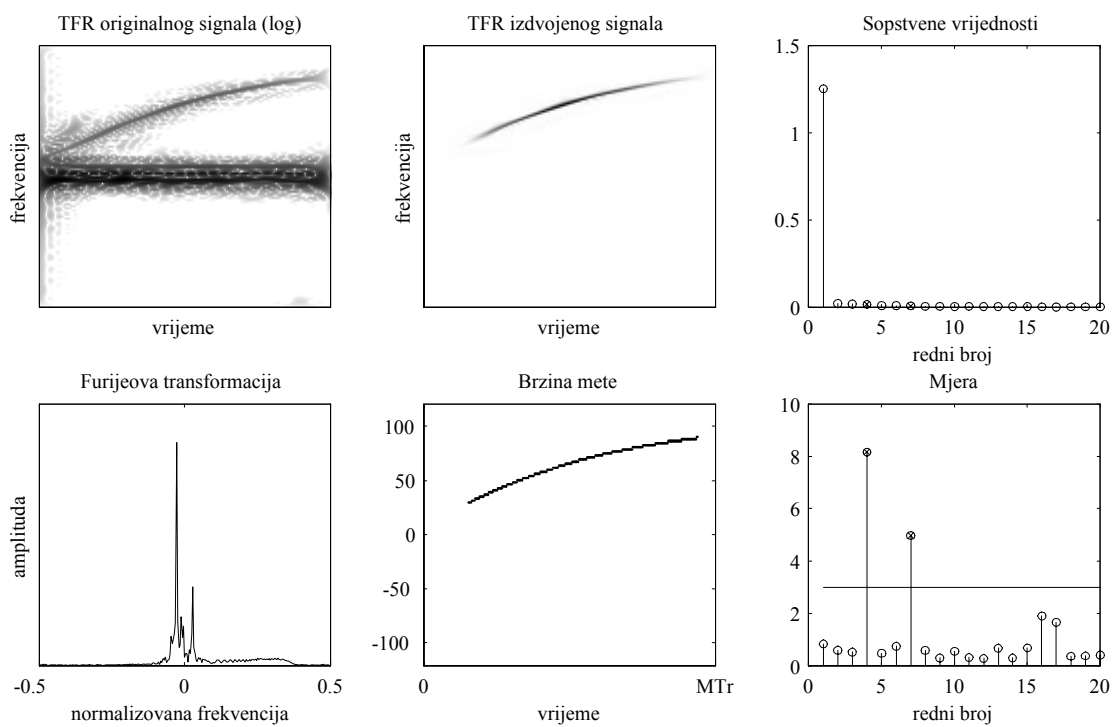 TFR originalnog signala (log)
frekvencija
vrijeme
TFR izdvojenog signala
frekvencija
vrijeme
Sopstvene vrijednosti
1.5
1
0.5
0
0 5 10 15 20
redni broj
Furijeova transformacija
amplituda
-0.5 0 0.5
normalizovana frekvencija
Brzina mete
100
50
0
-50
-100
0 MTr
vrijeme
Mjera
10
8
6
4
2
0
0 5 10 15 20
redni broj